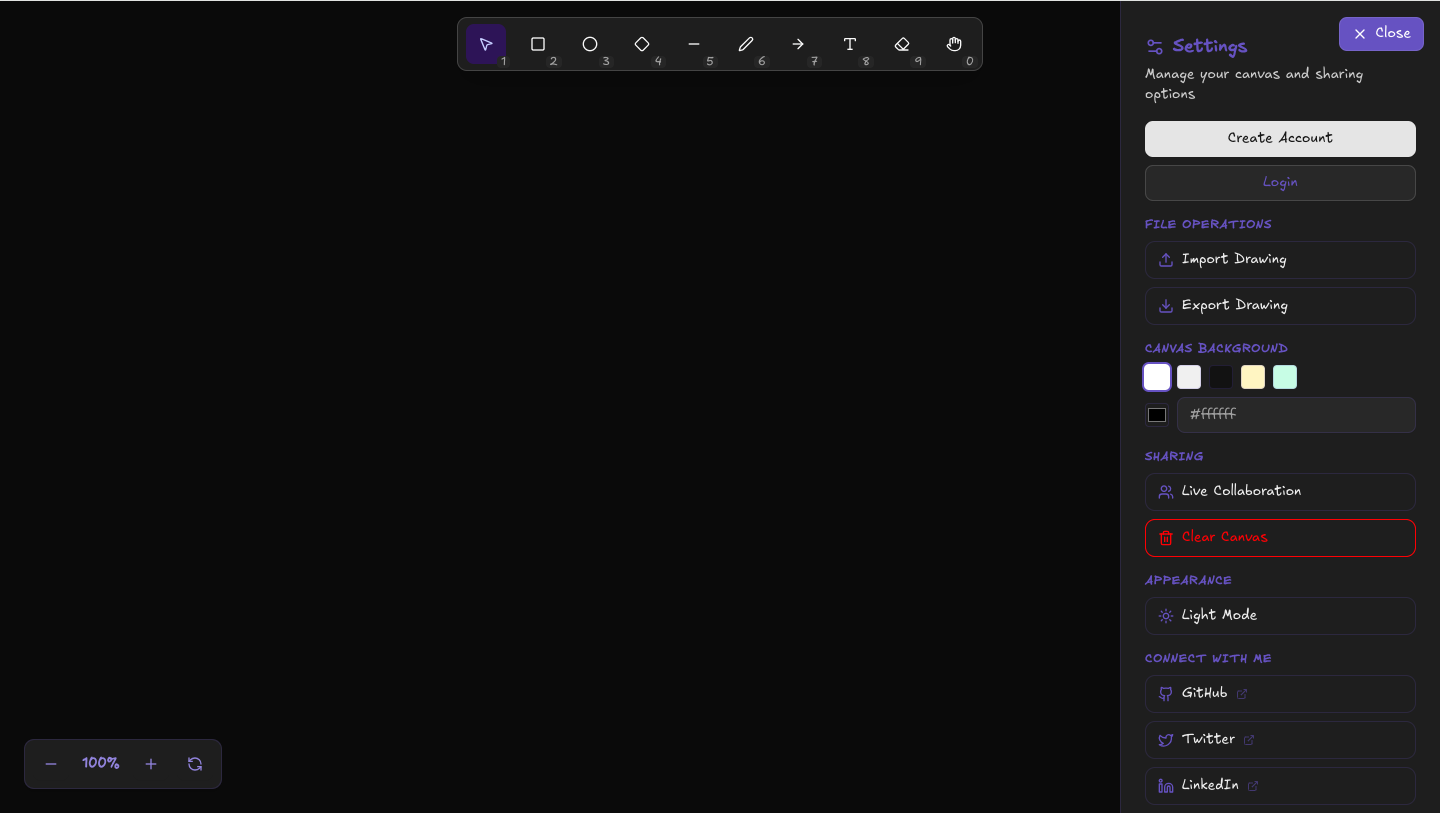 1 2 3 4 5 6 7 8 9 0
Close
Settings
Manage your canvas and sharing
options
Create Account
Login
FILE OPERATIONS
Import Drawing
Export Drawing
CANVAS BACKGROUND
#ffffff
SHARING
Live Collaboration
Clear Canvas
APPEARANCE
Light Mode
CONNECT WITH ME
GitHub
Twitter
LinkedIn
100%